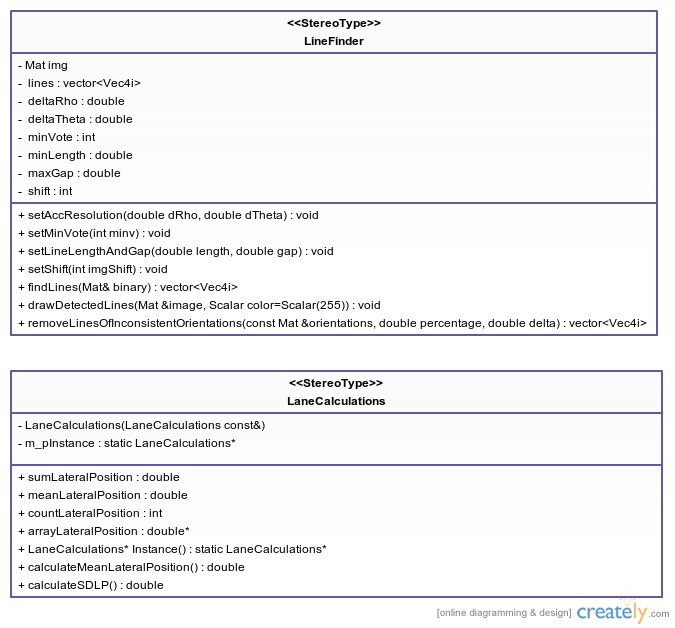 <<StereoType>>
LineFinder
- Mat img
- lines : vector<Vec4i>
- deltaRho : double
- deltaTheta : double
- minVote : int
- minLength : double
- maxGap : double
- shift : int
+ setAccResolution(double dRho, double dTheta) : void
+ setMinVote(int minv) : void
+ setLineLengthAndGap(double length, double gap) : void
+ setShift(int imgShift) : void
+ findLines(Mat& binary) : vector<Vec4i>
+ drawDetectedLines(Mat &image, Scalar color=Scalar(255)) : void
+ removeLinesOfInconsistentOrientations(const Mat &orientations, double percentage, double delta) : vector<Vec4i>
<<StereoType>>
LaneCalculations
- LaneCalculations(LaneCalculations const&)
- m_pInstance : static LaneCalculations*
+ sumLateralPosition : double
+ meanLateralPosition : double
+ countLateralPosition : int
+ arrayLateralPosition : double*
+ LaneCalculations* Instance() : static LaneCalculations*
+ calculateMeanLateralPosition() : double
+ calculateSDLP() : double
[online diagramming & design] creately.com